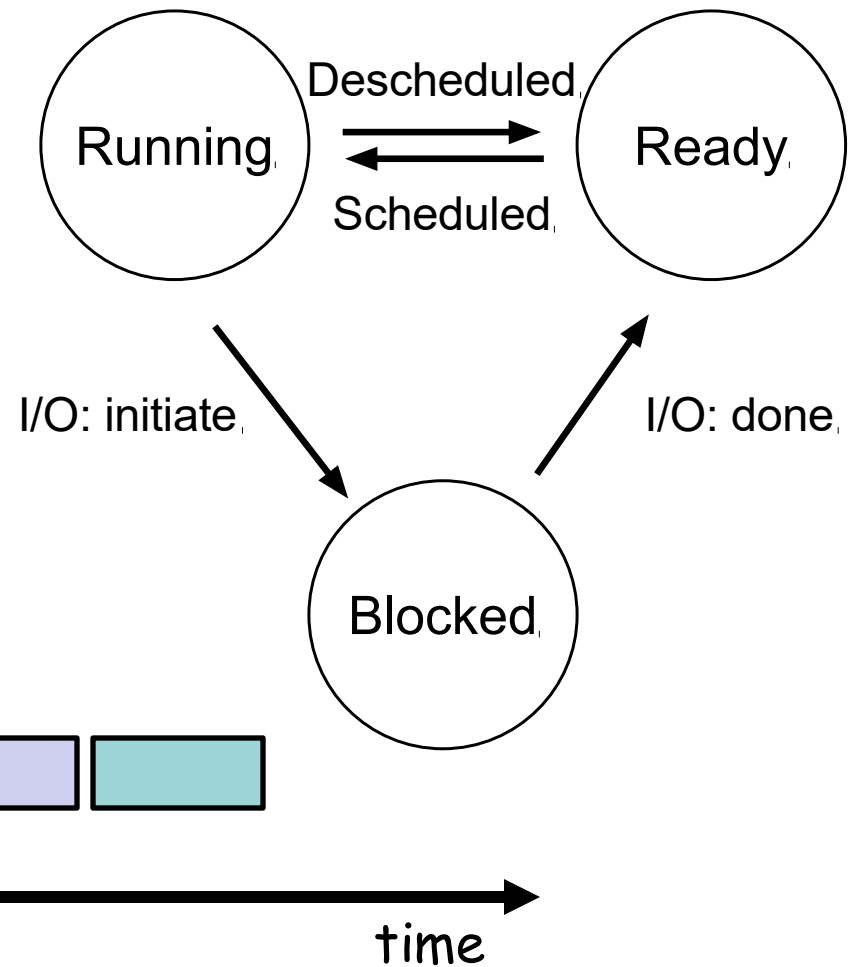 Descheduled
Running
Ready
Scheduled
I/O: initiate
I/O: done
Blocked
time